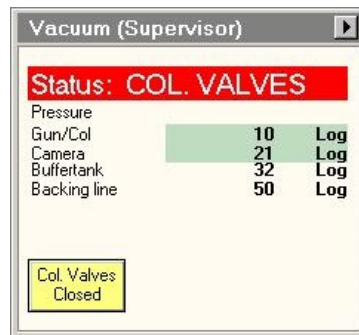 Vacuum (Supervisor)
Status: COL. VALVES
Pressure
Gun/Col 10 Log
Camera 21 Log
Buffertank 32 Log
Backing line 50 Log
Col. Valves
Closed